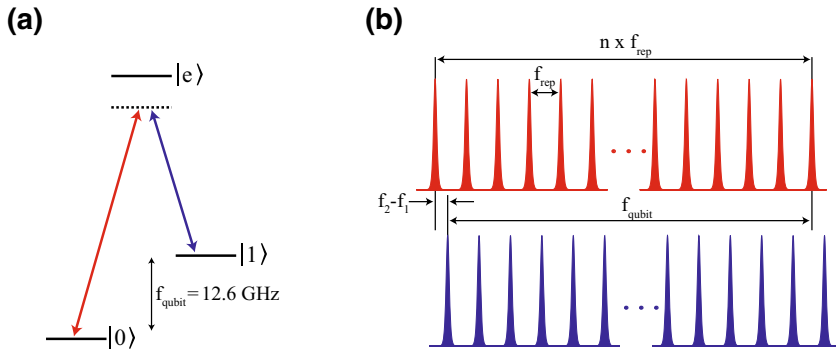 (a)
|e⟩
|1⟩
f_qubit = 12.6 GHz
|0⟩
(b)
n x f_rep
f_rep
...
f_2-f_1
f_qubit
...